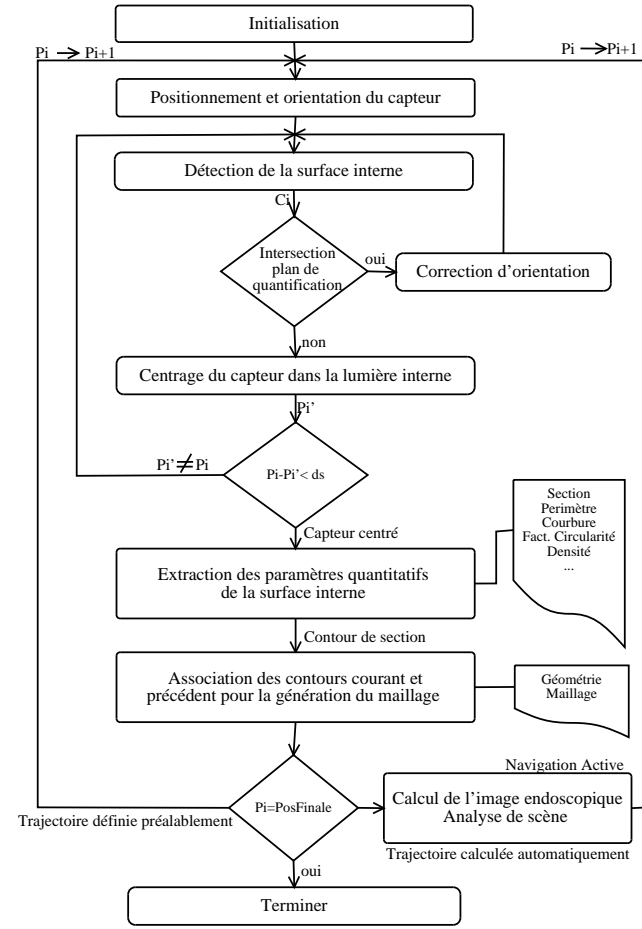 Initialisation
Pi → Pi+1
Pi → Pi+1
Positionnement et orientation du capteur
Détection de la surface interne
Ci
Intersection
plan de
quantification
oui
Correction d'orientation
non
Centrage du capteur dans la lumière interne
Pi'
Pi' ≠ Pi
Pi-Pi'< ds
Section
Perimètre
Courbure
Fact. Circularité
Densité
...
Capteur centré
Extraction des paramètres quantitatifs
de la surface interne
Contour de section
Association des contours courant et
précédent pour la génération du maillage
Géométrie
Maillage
Navigation Active
Pi=PosFinale
Calcul de l'image endoscopique
Analyse de scène
Trajectoire définie préalablement
Trajectoire calculée automatiquement
oui
Terminer